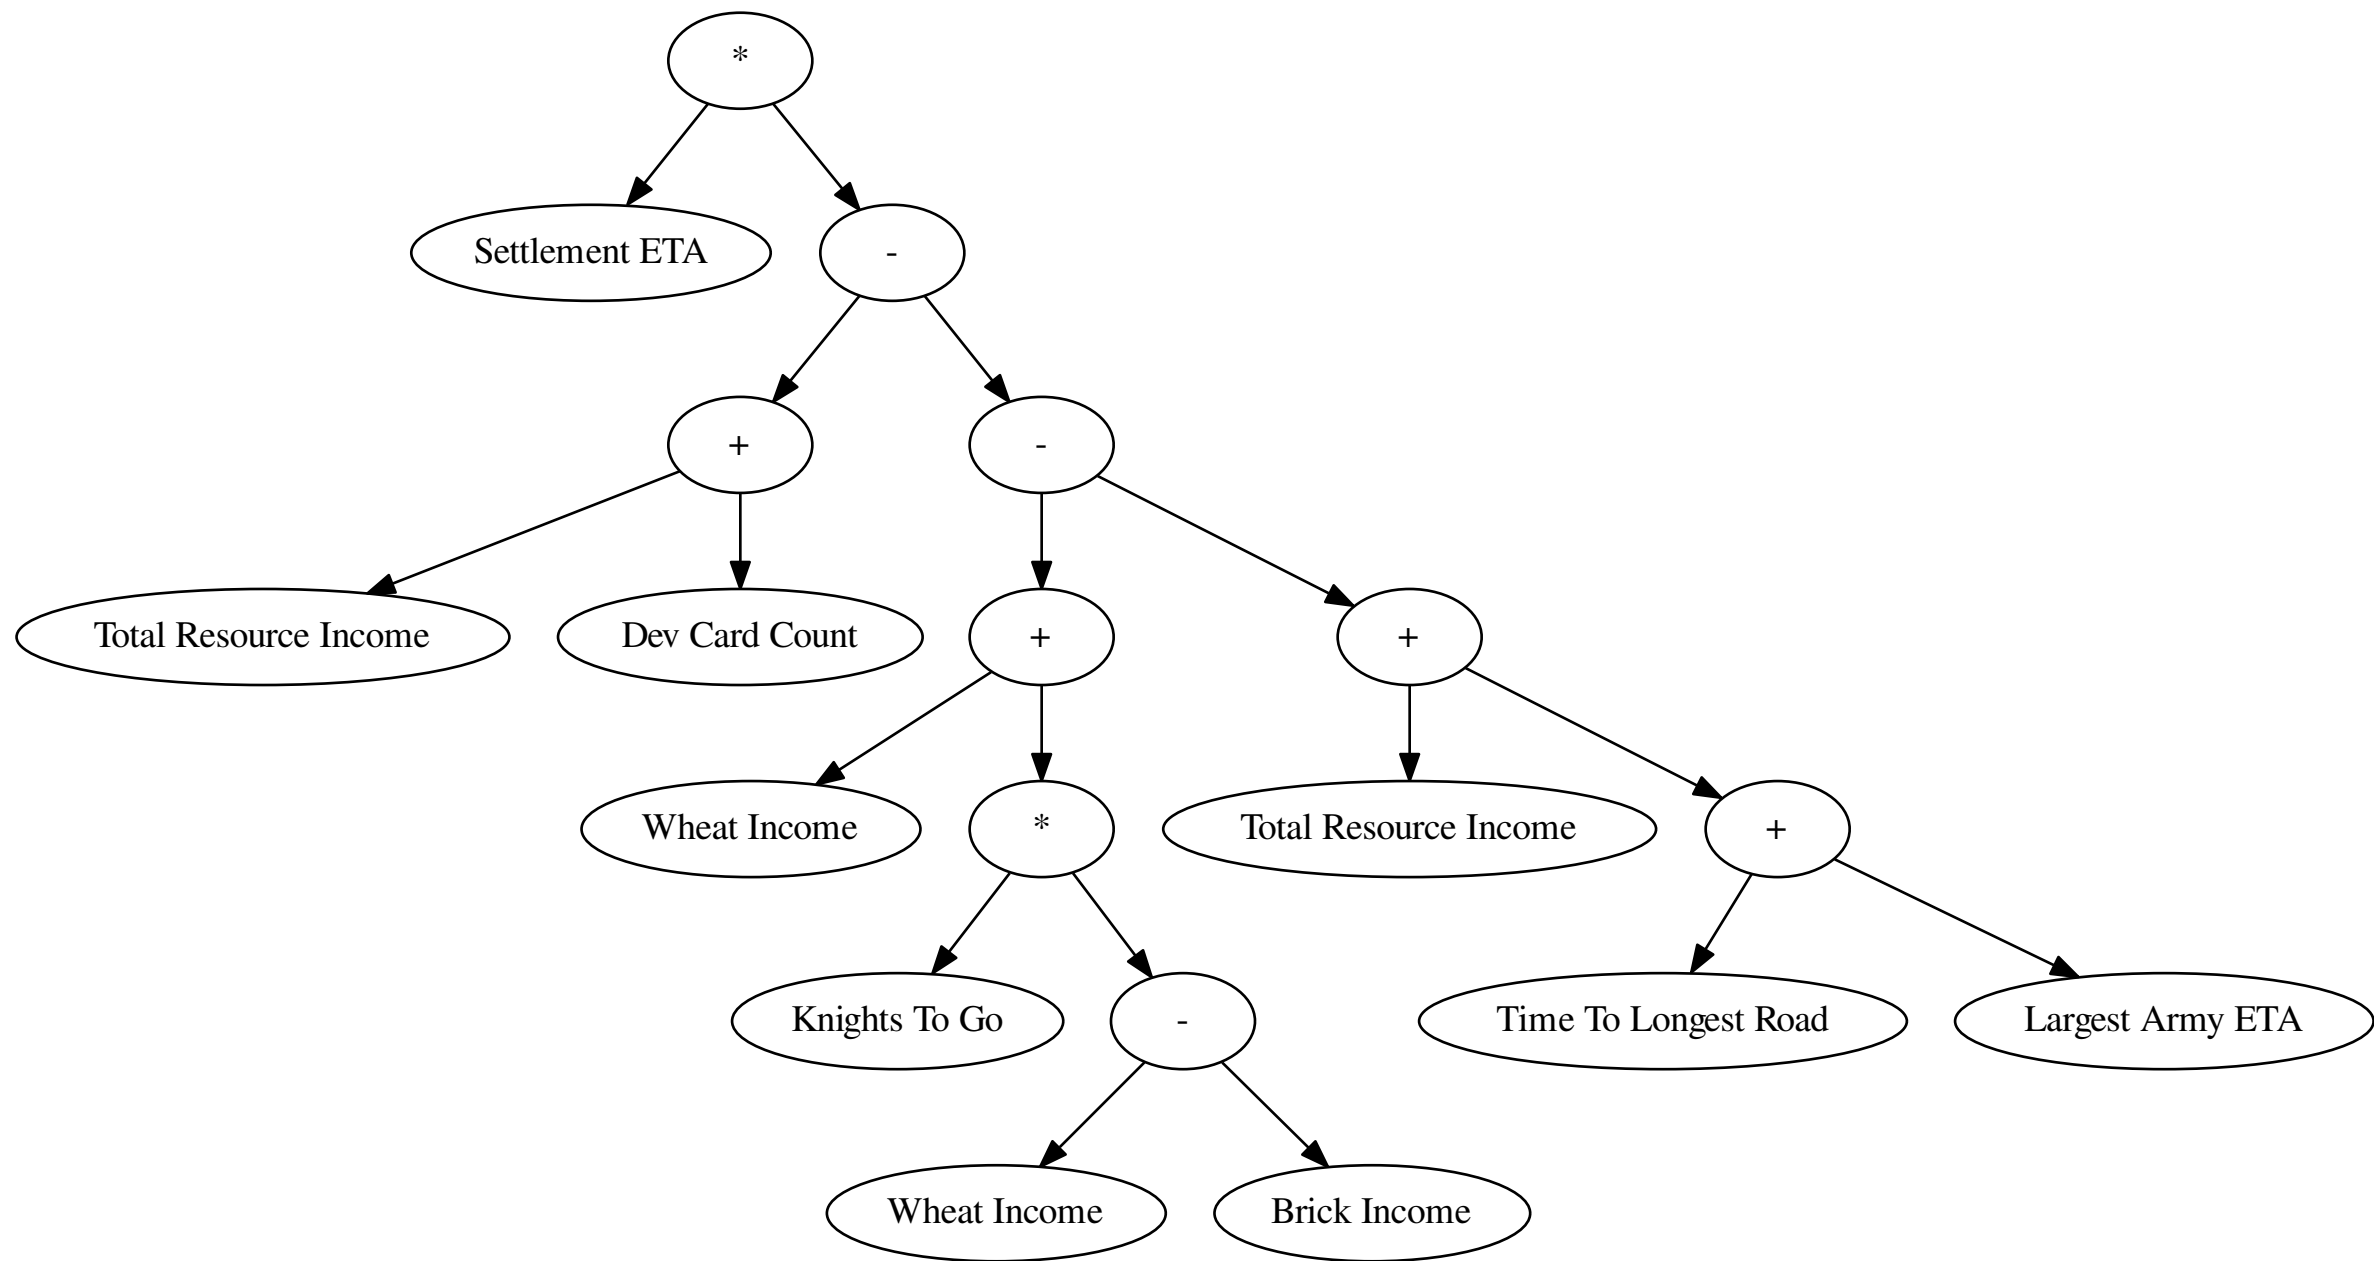 *
Settlement ETA
-
+
-
Total Resource Income
Dev Card Count
+
+
Wheat Income
*
Total Resource Income
+
Knights To Go
-
Time To Longest Road
Largest Army ETA
Wheat Income
Brick Income